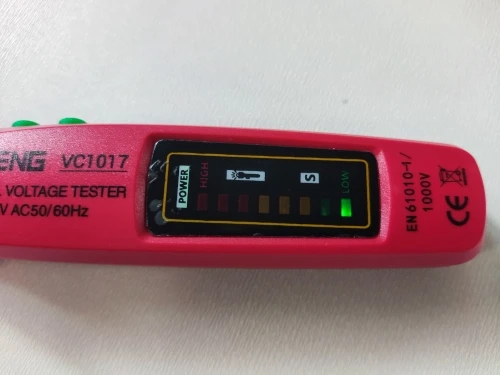 ENG VC1017
VOLTAGE TESTER
V AC50/60Hz
POWER
HIGH
S
LOW
EN 61010-1/
1000V
CE